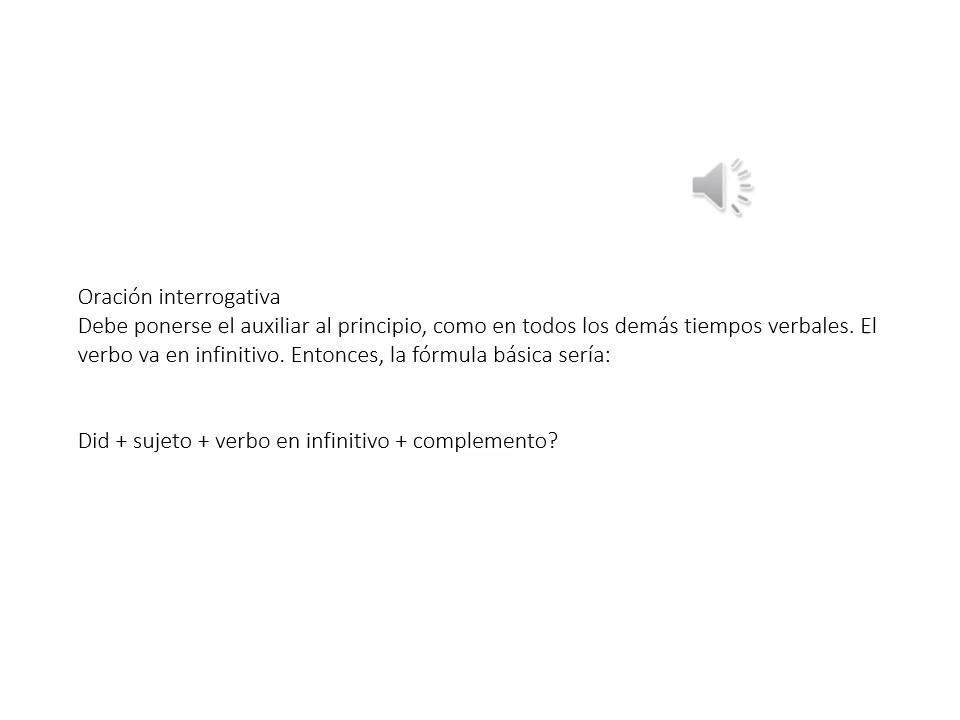 Oración interrogativa
Debe ponerse el auxiliar al principio, como en todos los demás tiempos verbales. El
verbo va en infinitivo. Entonces, la fórmula básica sería:
Did + sujeto + verbo en infinitivo + complemento?